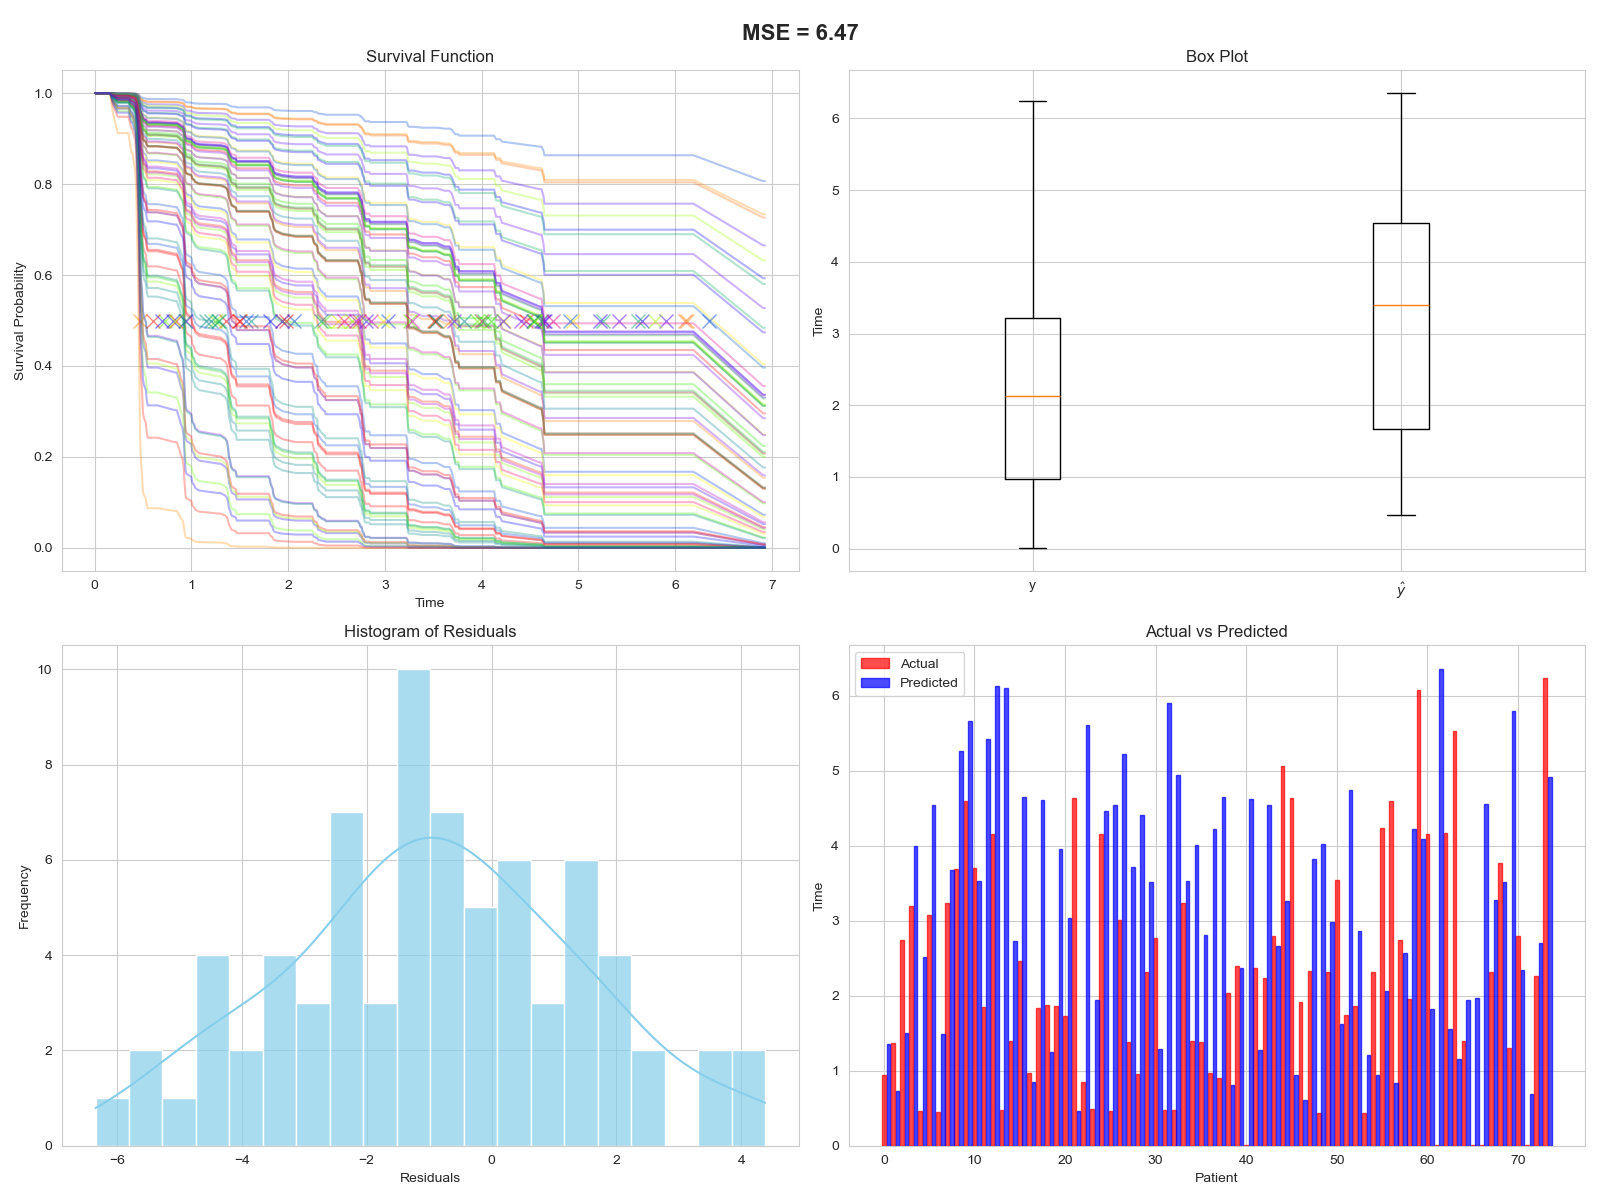 MSE = 6.47
Survival Function
Survival Probability
1.0
0.8
0.6
0.4
0.2
0.0
0 1 2 3 4 5 6 7
Time
Box Plot
Time
6
5
4
3
2
1
0
y ŷ
Histogram of Residuals
Frequency
10
8
6
4
2
0
−6 −4 −2 0 2 4
Residuals
Actual vs Predicted
Actual
Predicted
Time
6
5
4
3
2
1
0
0 10 20 30 40 50 60 70
Patient